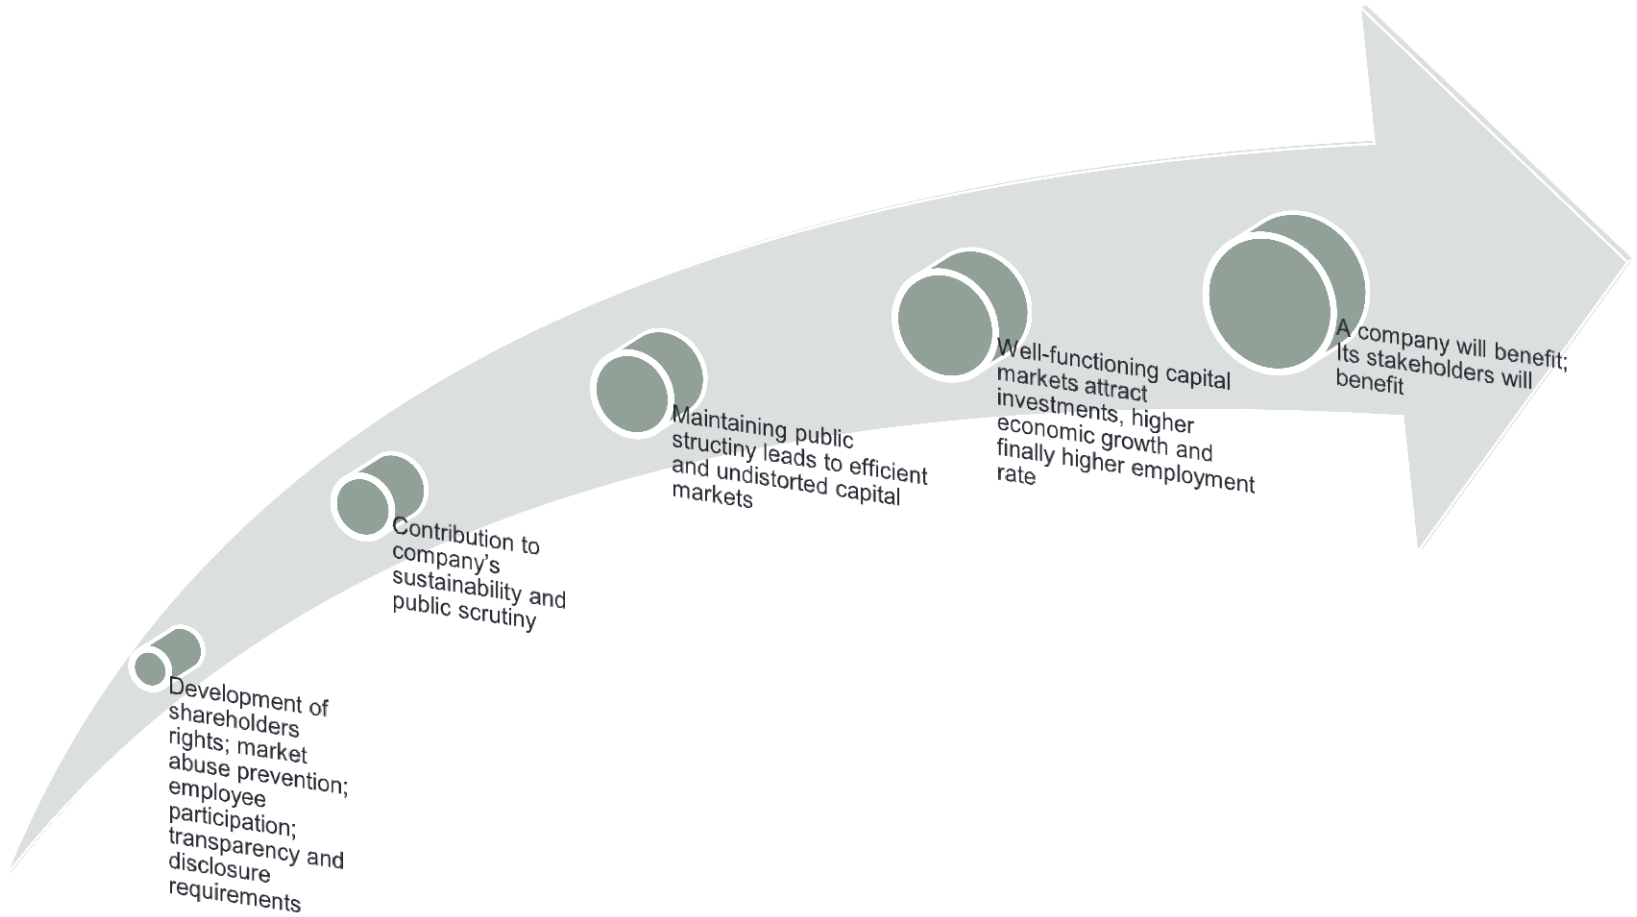 Development of
shareholders
rights; market
abuse prevention;
employee
participation;
transparency and
disclosure
requirements
Contribution to
company’s
sustainability and
public scrutiny
Maintaining public
structiny leads to efficient
and undistorted capital
markets
Well-functioning capital
markets attract
investments, higher
economic growth and
finally higher employment
rate
A company will benefit;
Its stakeholders will
benefit